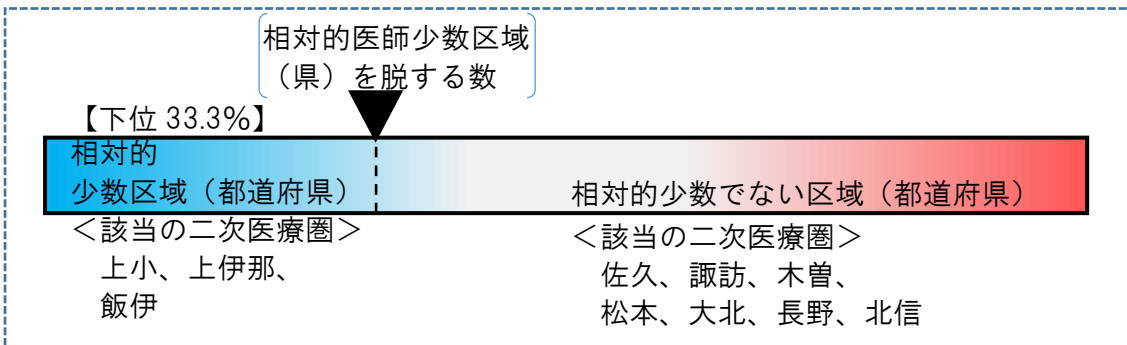 相対的医師少数区域
（県）を脱する数
【下位 33.3％】
相対的
少数区域（都道府県）
相対的少数でない区域（都道府県）
＜該当の二次医療圏＞
上小、上伊那、
飯伊
＜該当の二次医療圏＞
佐久、諏訪、木曽、
松本、大北、長野、北信